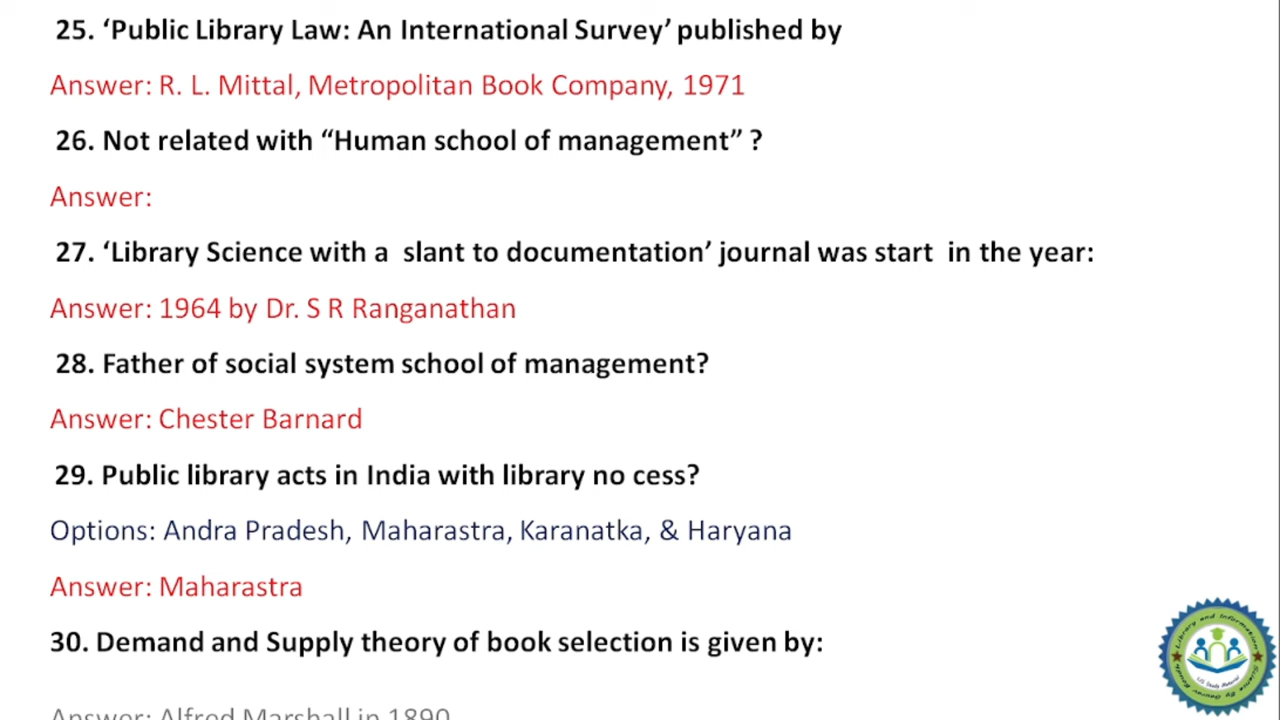 25. ‘Public Library Law: An International Survey’ published by
Answer: R. L. Mittal, Metropolitan Book Company, 1971
26. Not related with “Human school of management” ?
Answer:
27. ‘Library Science with a  slant to documentation’ journal was start  in the year:
Answer: 1964 by Dr. S R Ranganathan
28. Father of social system school of management?
Answer: Chester Barnard
29. Public library acts in India with library no cess?
Options: Andra Pradesh, Maharastra, Karanatka, & Haryana
Answer: Maharastra
30. Demand and Supply theory of book selection is given by:
Answer: Alfred Marshall in 1890
Library and Information Science